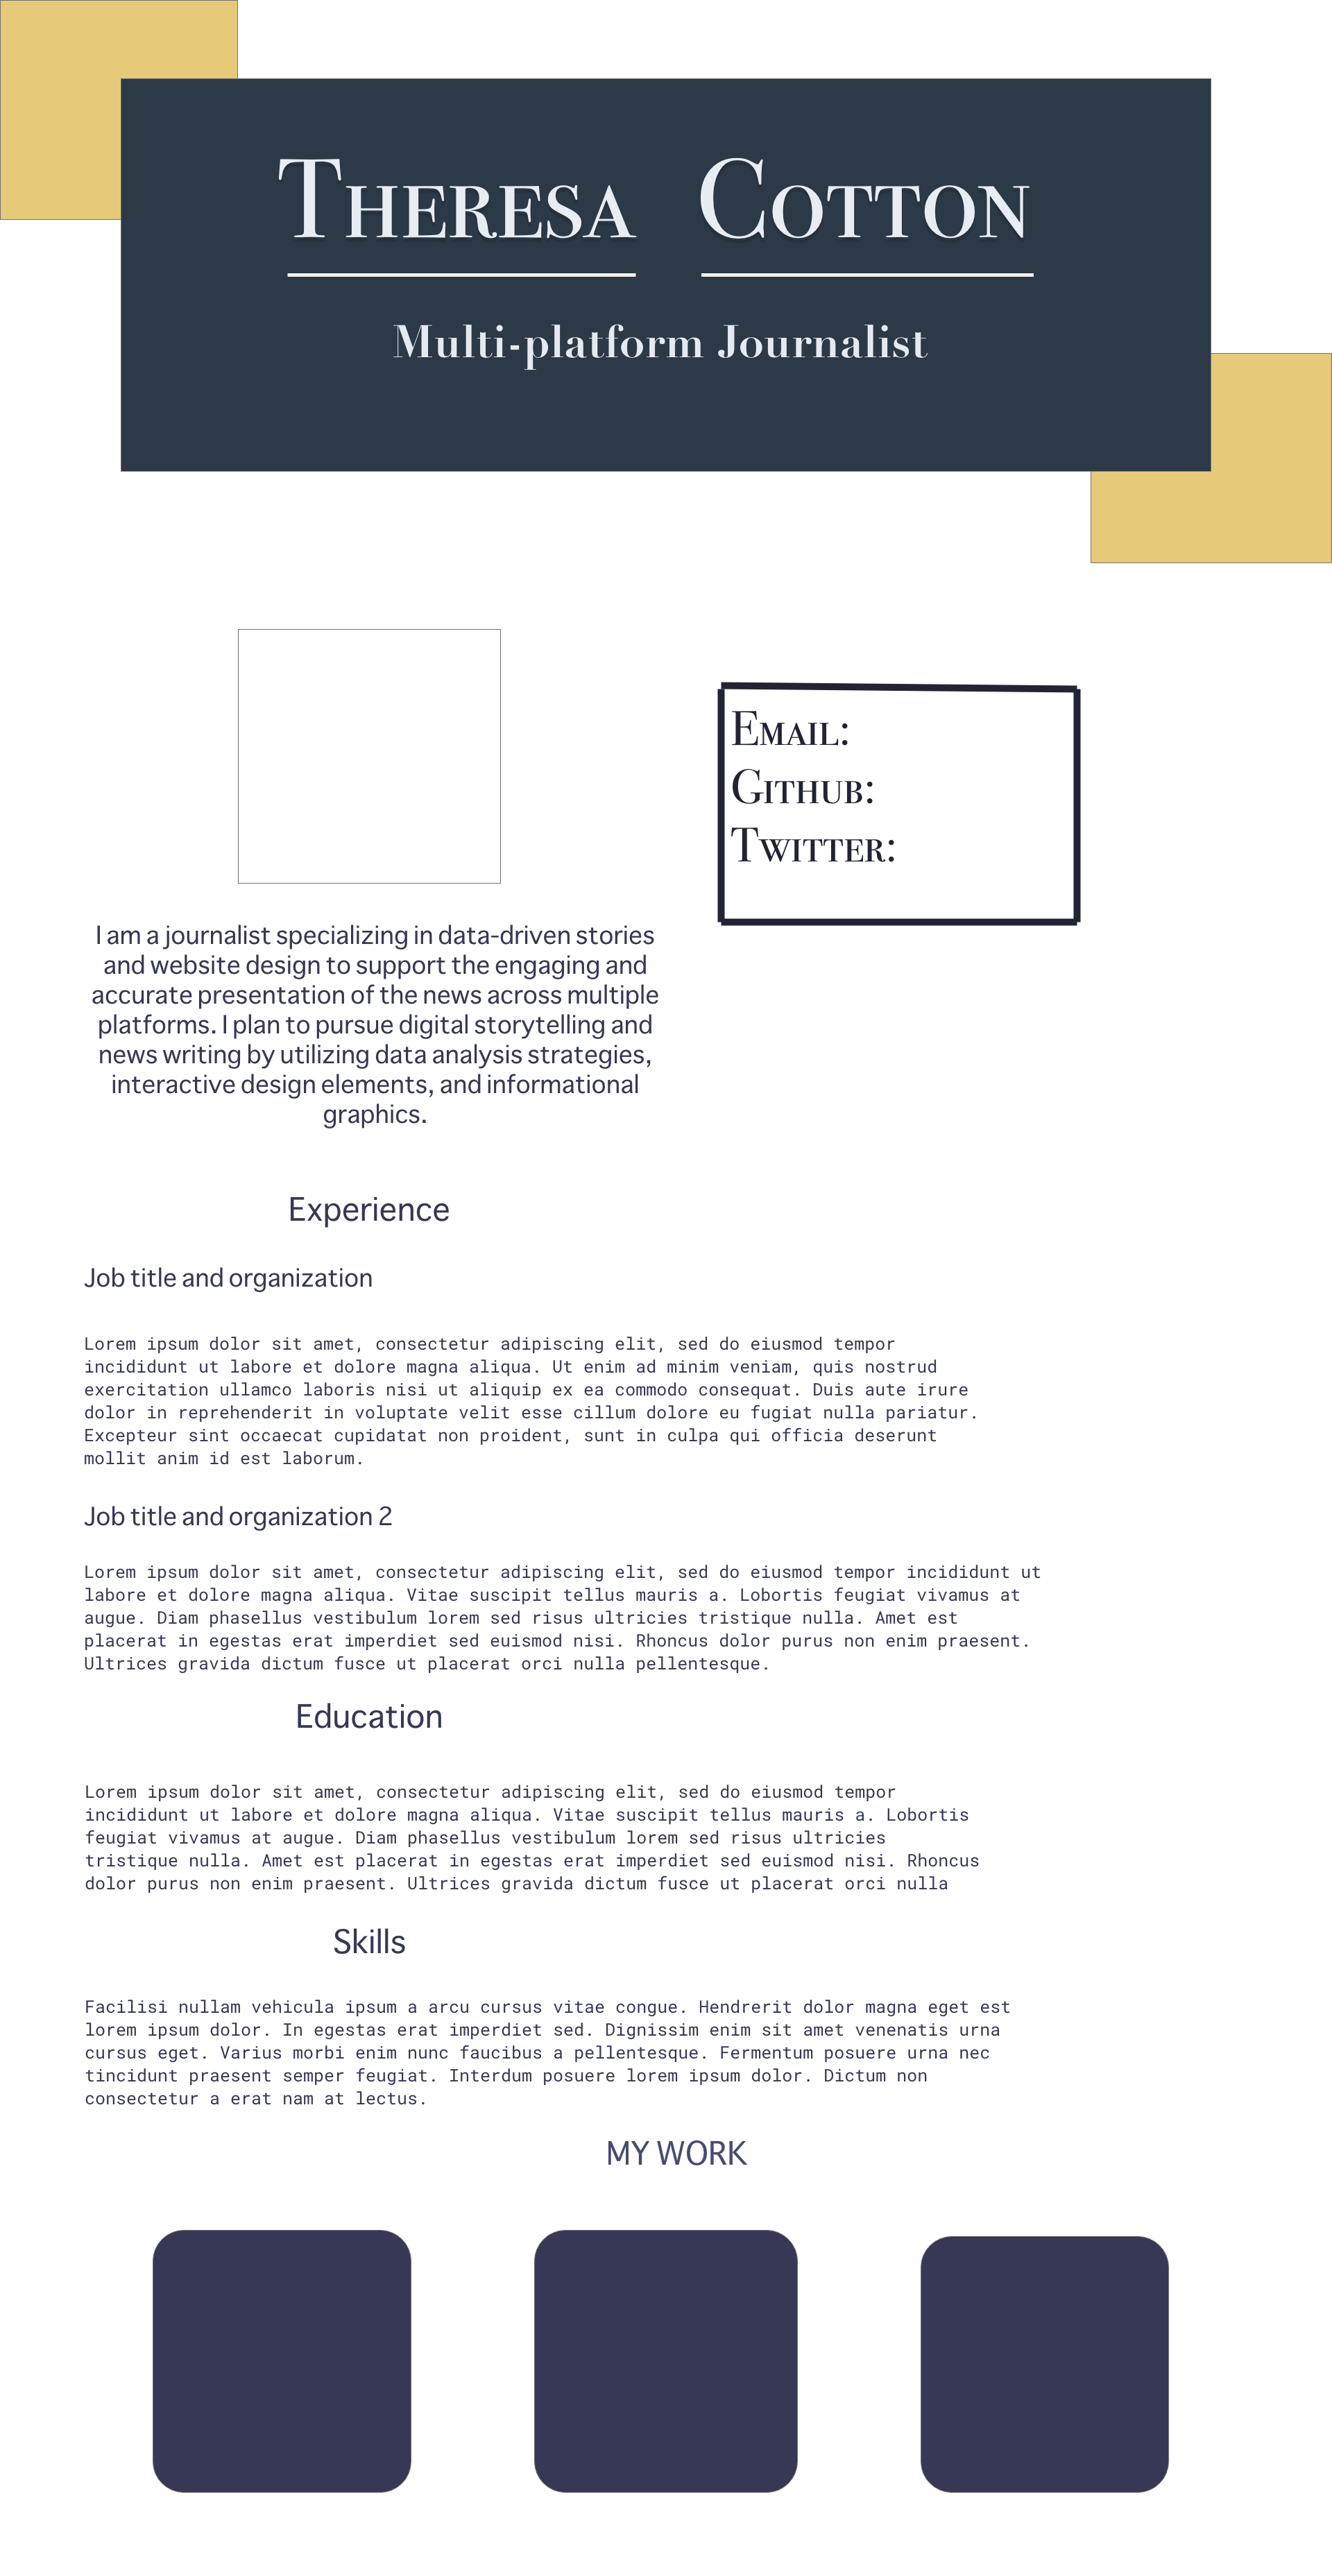 Theresa Cotton
Multi-platform Journalist
Email:
Github:
Twitter:
I am a journalist specializing in data-driven stories
and website design to support the engaging and
accurate presentation of the news across multiple
platforms. I plan to pursue digital storytelling and
news writing by utilizing data analysis strategies,
interactive design elements, and informational
graphics.
Experience
Job title and organization
Lorem ipsum dolor sit amet, consectetur adipiscing elit, sed do eiusmod tempor
incididunt ut labore et dolore magna aliqua. Ut enim ad minim veniam, quis nostrud
exercitation ullamco laboris nisi ut aliquip ex ea commodo consequat. Duis aute irure
dolor in reprehenderit in voluptate velit esse cillum dolore eu fugiat nulla pariatur.
Excepteur sint occaecat cupidatat non proident, sunt in culpa qui officia deserunt
mollit anim id est laborum.
Job title and organization 2
Lorem ipsum dolor sit amet, consectetur adipiscing elit, sed do eiusmod tempor incididunt ut
labore et dolore magna aliqua. Vitae suscipit tellus mauris a. Lobortis feugiat vivamus at
augue. Diam phasellus vestibulum lorem sed risus ultricies tristique nulla. Amet est
placerat in egestas erat imperdiet sed euismod nisi. Rhoncus dolor purus non enim praesent.
Ultrices gravida dictum fusce ut placerat orci nulla pellentesque.
Education
Lorem ipsum dolor sit amet, consectetur adipiscing elit, sed do eiusmod tempor
incididunt ut labore et dolore magna aliqua. Vitae suscipit tellus mauris a. Lobortis
feugiat vivamus at augue. Diam phasellus vestibulum lorem sed risus ultricies
tristique nulla. Amet est placerat in egestas erat imperdiet sed euismod nisi. Rhoncus
dolor purus non enim praesent. Ultrices gravida dictum fusce ut placerat orci nulla
Skills
Facilisi nullam vehicula ipsum a arcu cursus vitae congue. Hendrerit dolor magna eget est
lorem ipsum dolor. In egestas erat imperdiet sed. Dignissim enim sit amet venenatis urna
cursus eget. Varius morbi enim nunc faucibus a pellentesque. Fermentum posuere urna nec
tincidunt praesent semper feugiat. Interdum posuere lorem ipsum dolor. Dictum non
consectetur a erat nam at lectus.
MY WORK